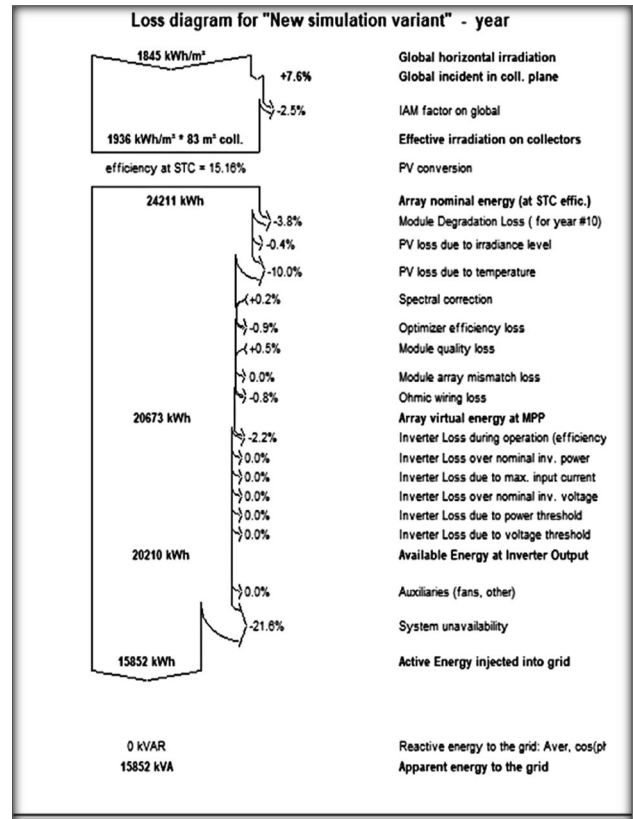 Loss diagram for "New simulation variant" - year
1845 kWh/m² Global horizontal irradiation
+7.6% Global incident in coll. plane
-2.5% IAM factor on global
1936 kWh/m² * 83 m² coll. Effective irradiation on collectors
efficiency at STC = 15.16% PV conversion
24211 kWh Array nominal energy (at STC effic.)
-3.8% Module Degradation Loss ( for year #10)
-0.4% PV loss due to irradiance level
-10.0% PV loss due to temperature
+0.2% Spectral correction
-0.9% Optimizer efficiency loss
+0.5% Module quality loss
0.0% Module array mismatch loss
-0.8% Ohmic wiring loss
20673 kWh Array virtual energy at MPP
-2.2% Inverter Loss during operation (efficiency
0.0% Inverter Loss over nominal inv. power
0.0% Inverter Loss due to max. input current
0.0% Inverter Loss over nominal inv. voltage
0.0% Inverter Loss due to power threshold
0.0% Inverter Loss due to voltage threshold
20210 kWh Available Energy at Inverter Output
0.0% Auxiliaries (fans, other)
-21.6% System unavailability
15852 kWh Active Energy injected into grid
0 kVAR Reactive energy to the grid: Aver, cos(ph
15852 kVA Apparent energy to the grid